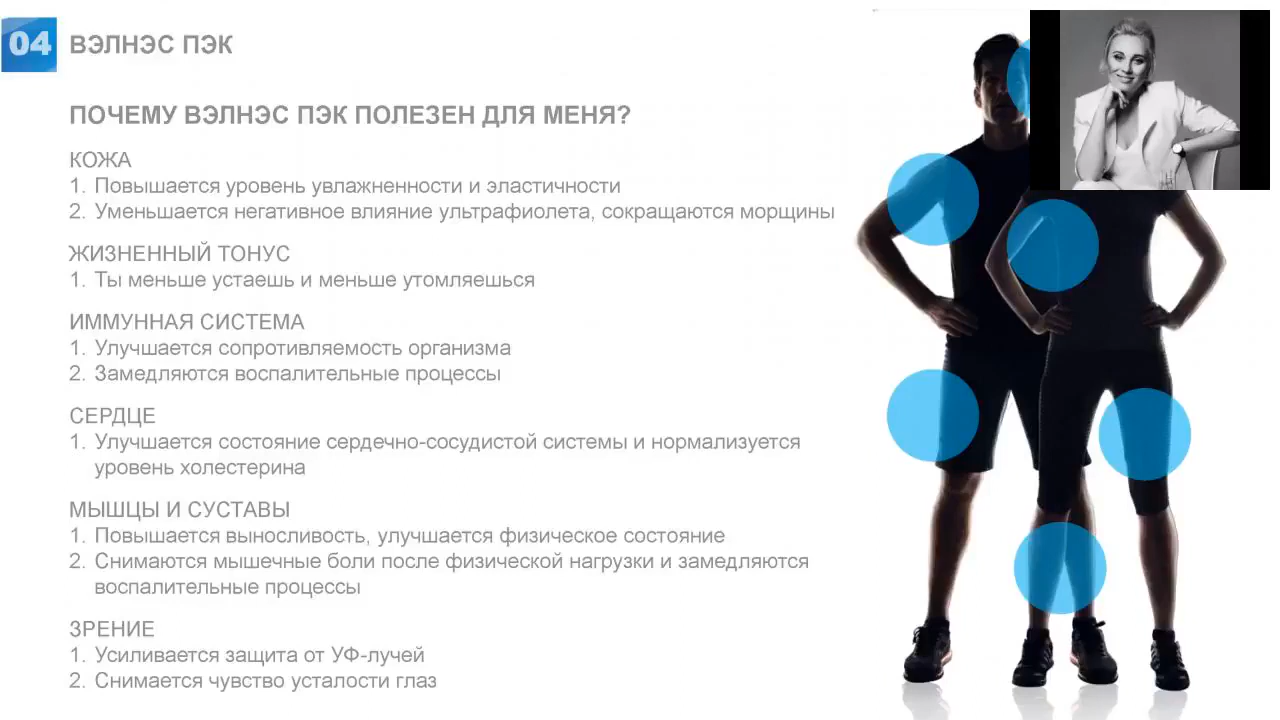 04 ВЭЛНЭС ПЭК
ПОЧЕМУ ВЭЛНЭС ПЭК ПОЛЕЗЕН ДЛЯ МЕНЯ?
КОЖА
1. Повышается уровень увлажненности и эластичности
2. Уменьшается негативное влияние ультрафиолета, сокращаются морщины
ЖИЗНЕННЫЙ ТОНУС
1. Ты меньше устаешь и меньше утомляешься
ИММУННАЯ СИСТЕМА
1. Улучшается сопротивляемость организма
2. Замедляются воспалительные процессы
СЕРДЦЕ
1. Улучшается состояние сердечно-сосудистой системы и нормализуется
уровень холестерина
МЫШЦЫ И СУСТАВЫ
1. Повышается выносливость, улучшается физическое состояние
2. Снимаются мышечные боли после физической нагрузки и замедляются
воспалительные процессы
ЗРЕНИЕ
1. Усиливается защита от УФ-лучей
2. Снимается чувство усталости глаз